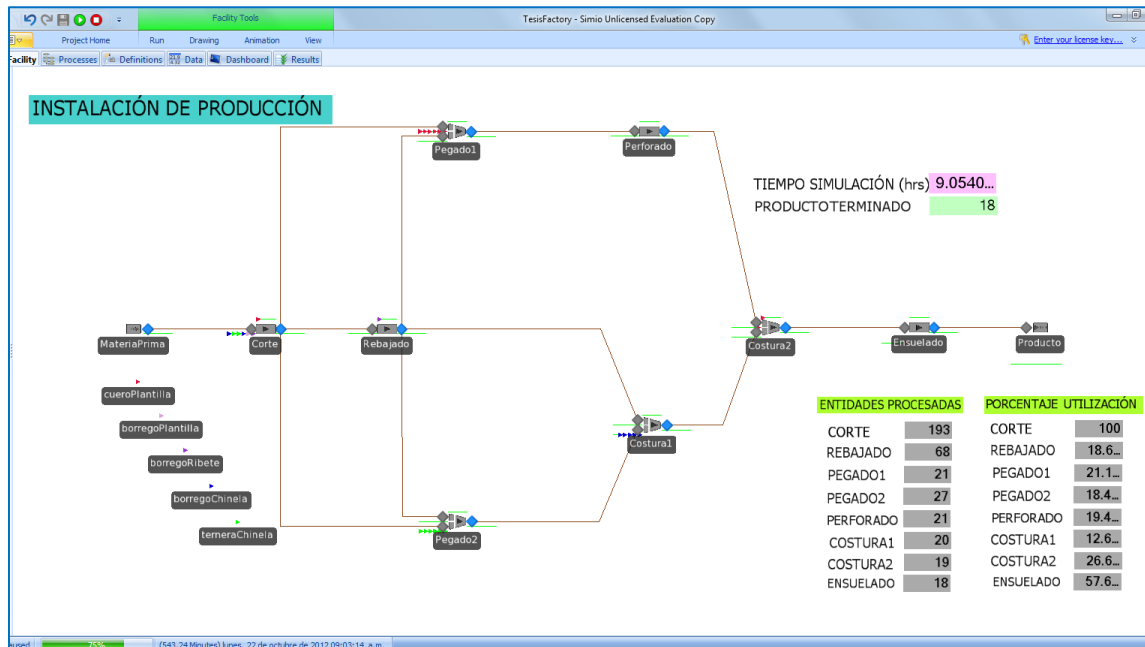 Facility Tools
TesisFactory - Simio Unlicensed Evaluation Copy
Project Home Run Drawing Animation View
Enter your license key...
Facility Processes Definitions Data Dashboard Results
INSTALACIÓN DE PRODUCCIÓN
Pegado1
Perforado
TIEMPO SIMULACIÓN (hrs) 9.0540...
PRODUCTOTERMINADO 18
MateriaPrima
Corte
Rebajado
Costura2
Ensuelado
Producto
cueroPlantilla
borregoPlantilla
borregoRibete
borregoChinela
terneraChinela
Costura1
Pegado2
ENTIDADES PROCESADAS
CORTE 193
REBAJADO 68
PEGADO1 21
PEGADO2 27
PERFORADO 21
COSTURA1 20
COSTURA2 19
ENSUELADO 18
PORCENTAJE UTILIZACIÓN
CORTE 100
REBAJADO 18.6...
PEGADO1 21.1...
PEGADO2 18.4...
PERFORADO 19.4...
COSTURA1 12.6...
COSTURA2 26.6...
ENSUELADO 57.6...
75% (543.24 Minutes) lunes, 22 de octubre de 2012 09:03:14 a.m.